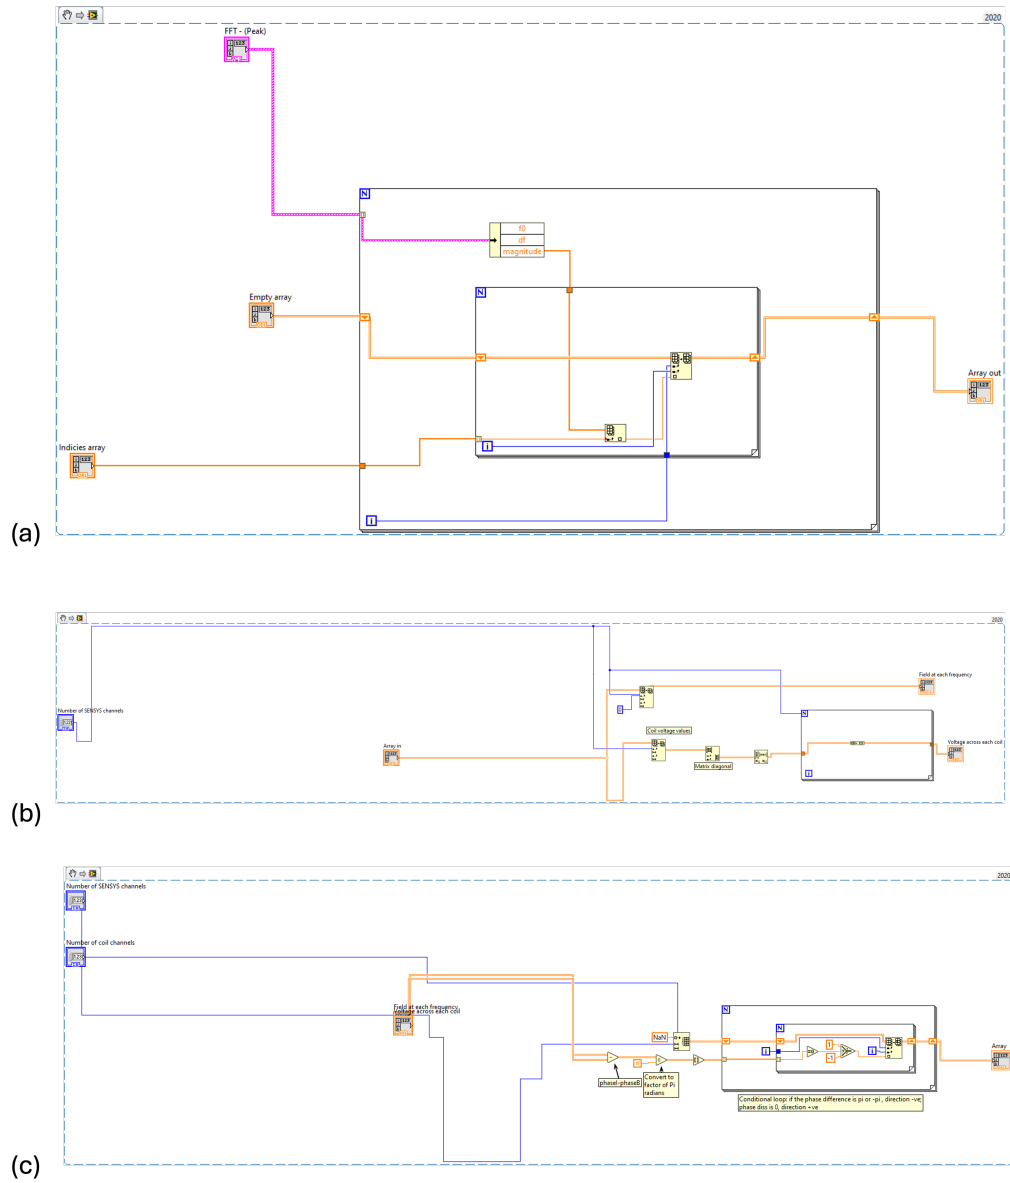 2020
FFT - (Peak)
N
f0
df
magnitude
Empty array
N
Array out
Indicies array
i
i
(a)
2020
Field at each frequency
Number of SENSYS channels
N
Coil voltage values
Array in
Voltage across each coil
Matrix diagonal
i
(b)
2020
Number of SENSYS channels
Number of coil channels
Field at each frequency
Voltage across each coil
N
N
NaN
1
i
i
-1
Array
phaseI-phaseB
Convert to
factor of Pi
radians
Conditional loop: if the phase difference is pi or -pi , direction -ve;
phase diss is 0, direction +ve
(c)